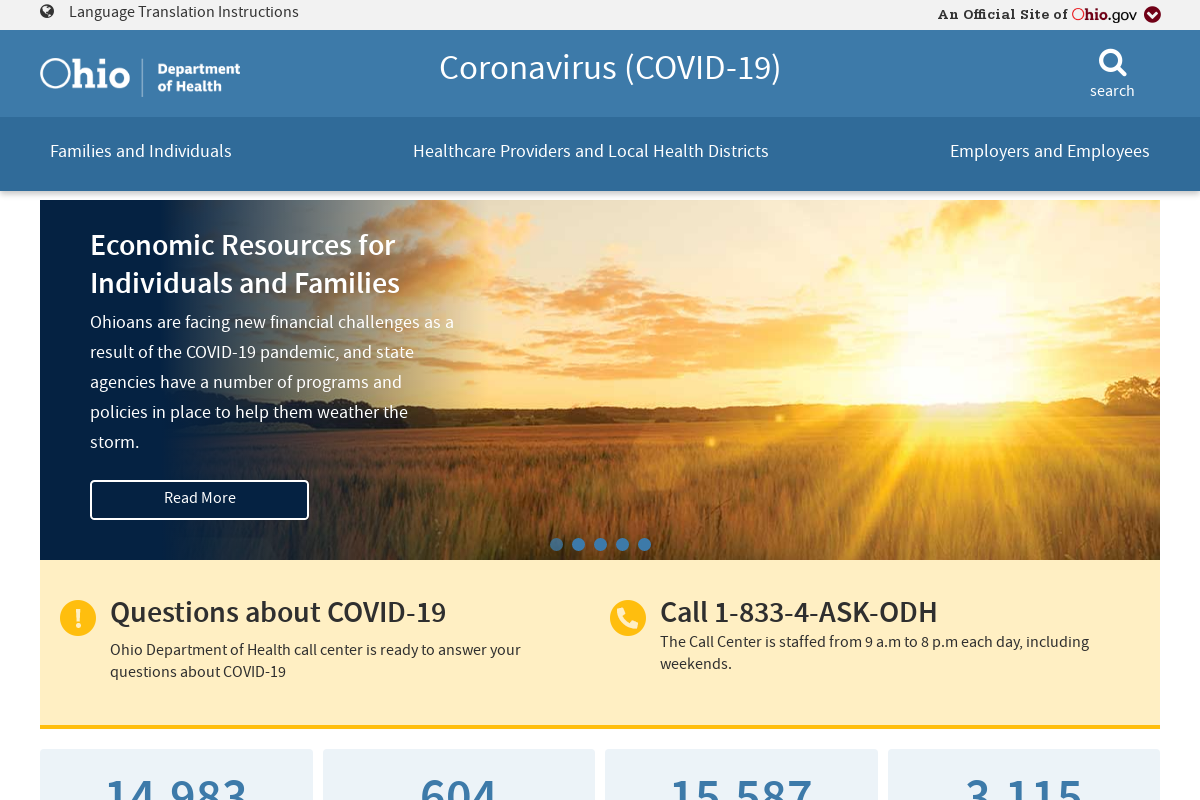 Language Translation Instructions
An Official Site of Ohio.gov
Ohio
Department
of Health
Coronavirus (COVID-19)
search
Families and Individuals
Healthcare Providers and Local Health Districts
Employers and Employees
Economic Resources for
Individuals and Families
Ohioans are facing new financial challenges as a
result of the COVID-19 pandemic, and state
agencies have a number of programs and
policies in place to help them weather the
storm.
Read More
Questions about COVID-19
Ohio Department of Health call center is ready to answer your
questions about COVID-19
Call 1-833-4-ASK-ODH
The Call Center is staffed from 9 a.m to 8 p.m each day, including
weekends.
14,983
604
15,587
3,115